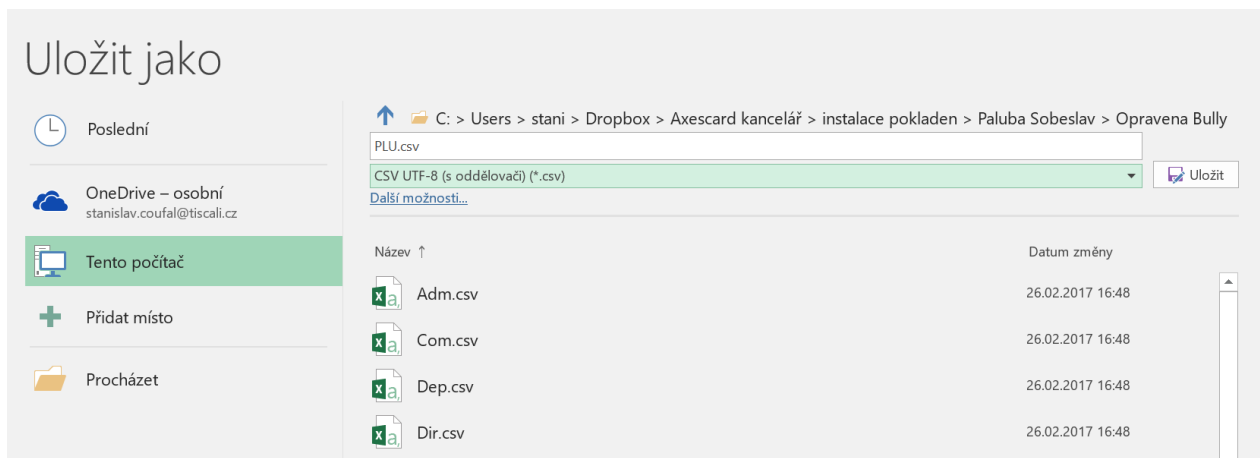 Uložit jako
Poslední
OneDrive – osobní
stanislav.coufal@tiscali.cz
Tento počítač
Přidat místo
Procházet
C: > Users > stani > Dropbox > Axescard kancelář > instalace pokladen > Paluba Sobeslav > Opravena Bully
PLU.csv
CSV UTF-8 (s oddělovači) (*.csv)
Uložit
Další možnosti...
Název ↑ Datum změny
Adm.csv 26.02.2017 16:48
Com.csv 26.02.2017 16:48
Dep.csv 26.02.2017 16:48
Dir.csv 26.02.2017 16:48